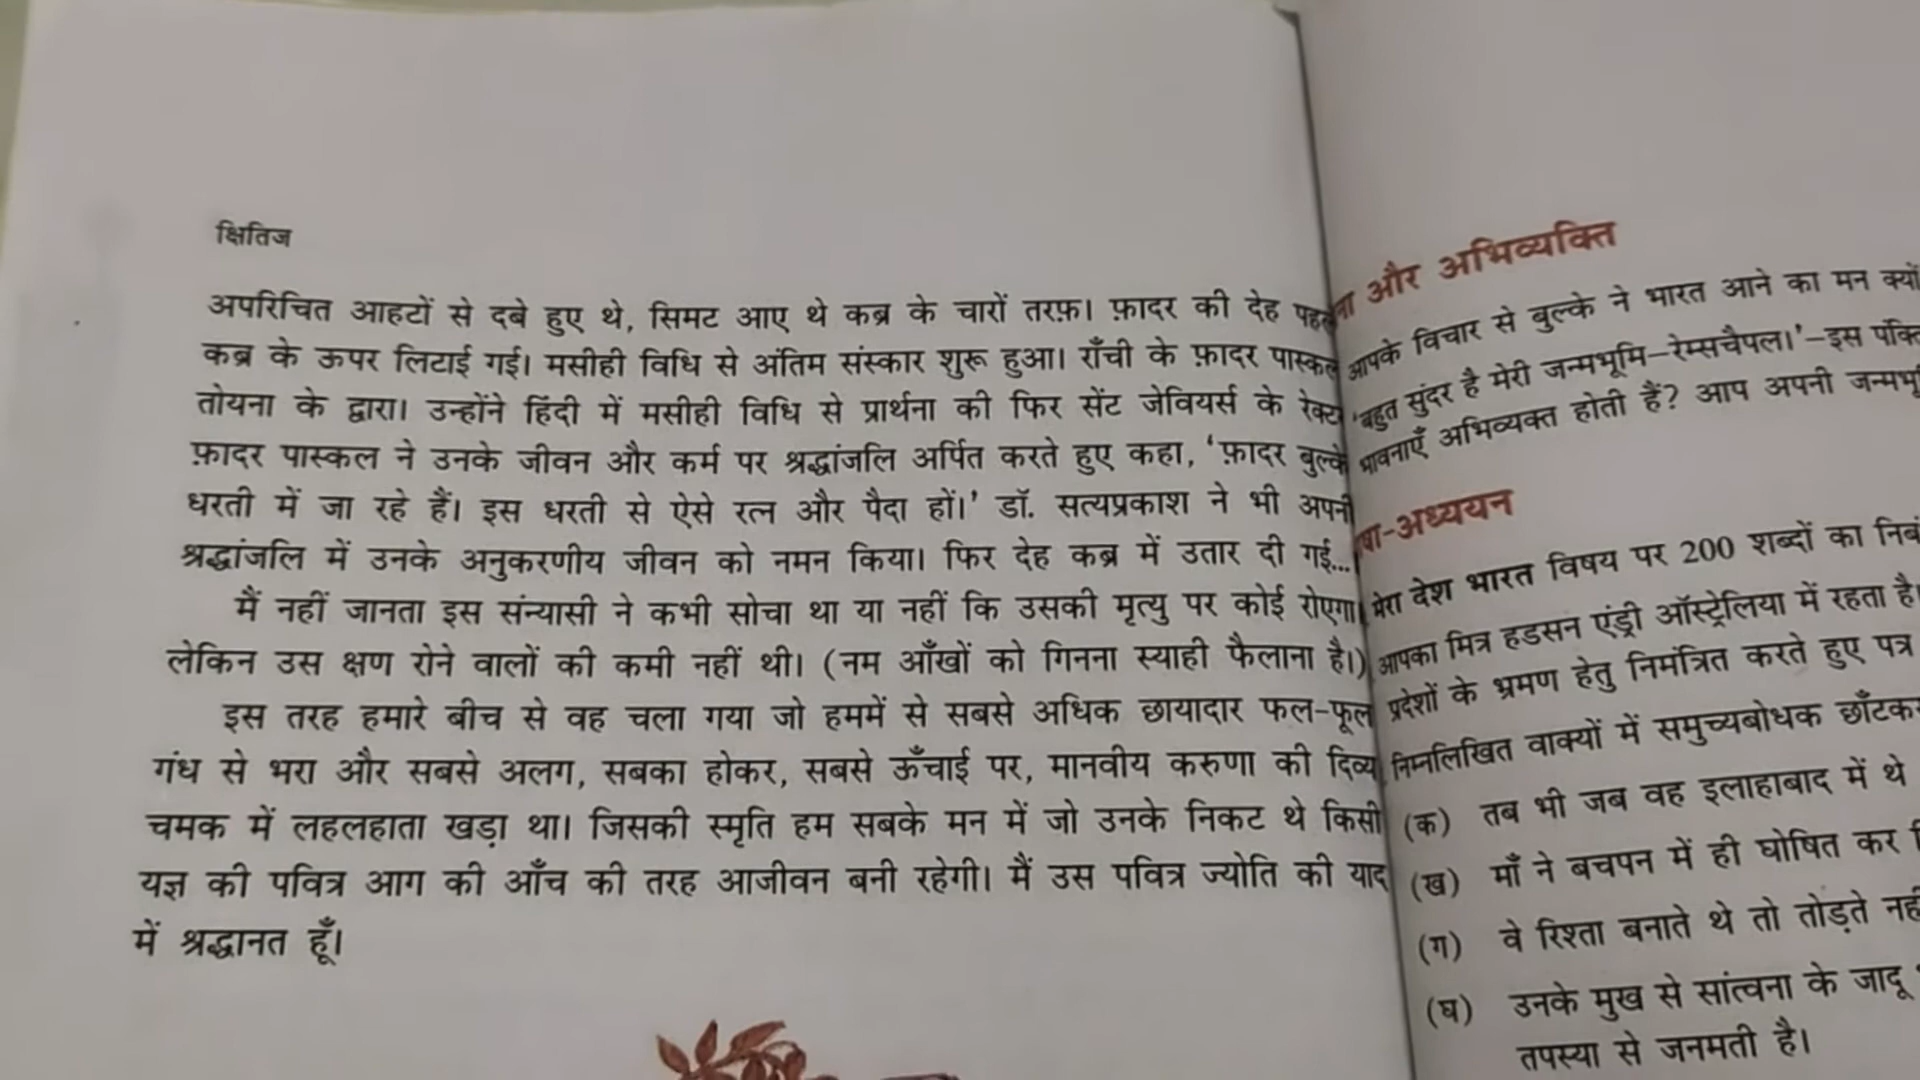 क्षितिज
अपरिचित आहटों से दबे हुए थे, सिमट आए थे कब्र के चारों तरफ़। फ़ादर की देह पहले
कब्र के ऊपर लिटाई गई। मसीही विधि से अंतिम संस्कार शुरू हुआ। राँची के फ़ादर पास्कल
तोयना के द्वारा। उन्होंने हिंदी में मसीही विधि से प्रार्थना की फिर सेंट जेवियर्स के रेक्टर
फ़ादर पास्कल ने उनके जीवन और कर्म पर श्रद्धांजलि अर्पित करते हुए कहा, ‘फ़ादर बुल्के
धरती में जा रहे हैं। इस धरती से ऐसे रत्न और पैदा हों।’ डॉ. सत्यप्रकाश ने भी अपनी
श्रद्धांजलि में उनके अनुकरणीय जीवन को नमन किया। फिर देह कब्र में उतार दी गई...
मैं नहीं जानता इस संन्यासी ने कभी सोचा था या नहीं कि उसकी मृत्यु पर कोई रोएगा।
लेकिन उस क्षण रोने वालों की कमी नहीं थी। (नम आँखों को गिनना स्याही फैलाना है।)
इस तरह हमारे बीच से वह चला गया जो हममें से सबसे अधिक छायादार फल-फूल
गंध से भरा और सबसे अलग, सबका होकर, सबसे ऊँचाई पर, मानवीय करुणा की दिव्य
चमक में लहलहाता खड़ा था। जिसकी स्मृति हम सबके मन में जो उनके निकट थे किसी
यज्ञ की पवित्र आग की आँच की तरह आजीवन बनी रहेगी। मैं उस पवित्र ज्योति की याद
में श्रद्धानत हूँ।
और अभिव्यक्ति
आपके विचार से बुल्के ने भारत आने का मन क्यों
‘बहुत सुंदर है मेरी जन्मभूमि–रेम्सचैपल।’–इस पंक्ति
भावनाएँ अभिव्यक्त होती हैं? आप अपनी
अध्ययन
मेरा देश भारत विषय पर 200 शब्दों का
आपका मित्र हडसन एंड्री ऑस्ट्रेलिया में रहता है।
प्रदेशों के भ्रमण हेतु निमंत्रित करते हुए पत्र
निम्नलिखित वाक्यों में समुच्यबोधक
(क) तब भी जब वह इलाहाबाद में थे
(ख) माँ ने बचपन में ही घोषित कर
(ग) वे रिश्ता बनाते थे तो तोड़ते
(घ) उनके मुख से सांत्वना के जादू
तपस्या से जनमती है।